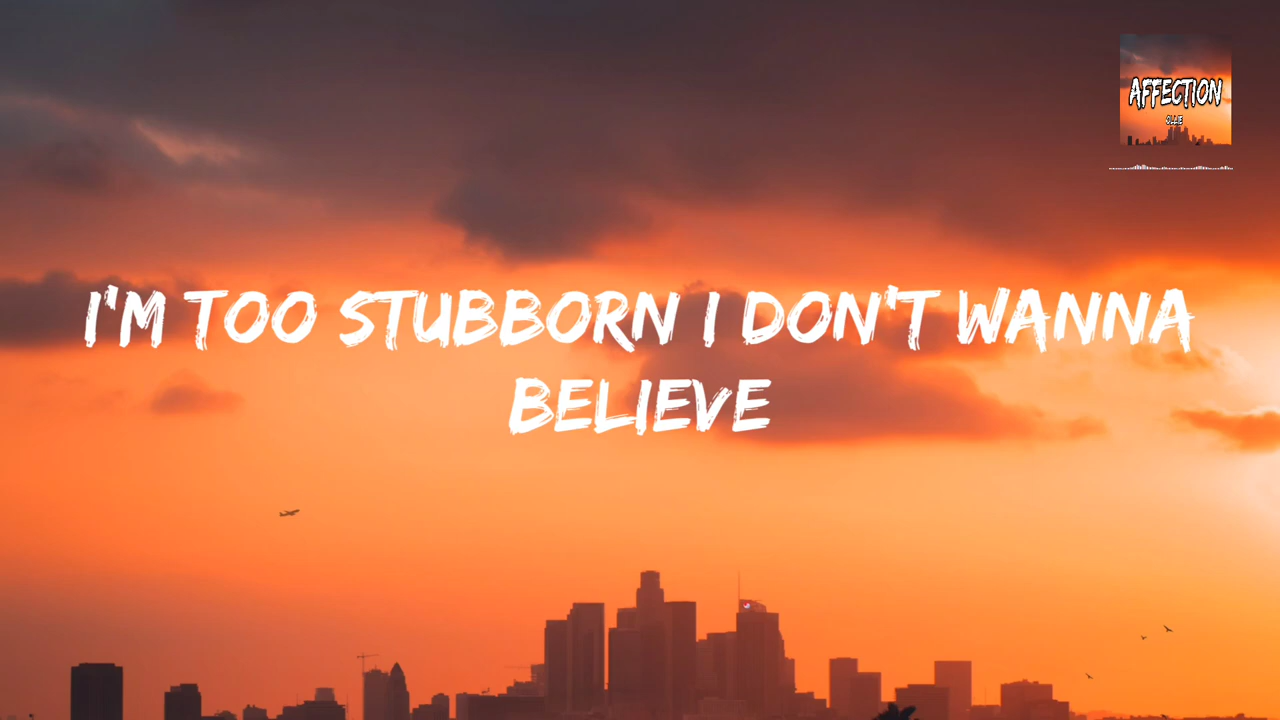 AFFECTION
OLLIE
I'M TOO STUBBORN I DON'T WANNA
BELIEVE